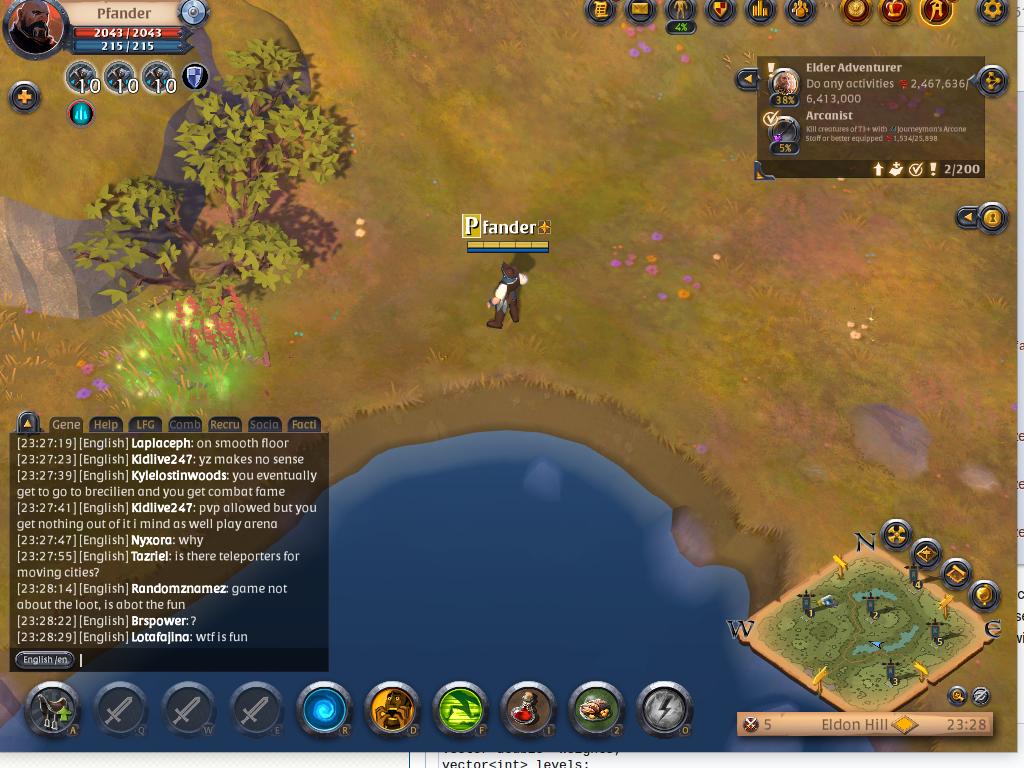 Pfander
2043 / 2043
215 / 215
10 10 10
4%
Elder Adventurer
Do any activities 2,467,636/
6,413,000
38%
Arcanist
Kill creatures of T3+ with Journeyman's Arcane
Staff or better equipped 1,534/25,898
5%
2/200
1
Pfander
Gene Help LFG Comb Recru Socia Facti
[23:27:19] [English] Laplaceph: on smooth floor
[23:27:23] [English] Kidlive247: yz makes no sense
[23:27:39] [English] Kylelostinwoods: you eventually
get to go to brecilien and you get combat fame
[23:27:41] [English] Kidlive247: pvp allowed but you
get nothing out of it i mind as well play arena
[23:27:47] [English] Nyxora: why
[23:27:55] [English] Tazriel: is there teleporters for
moving cities?
[23:28:14] [English] Randomznamez: game not
about the loot, is abot the fun
[23:28:22] [English] Brspower: ?
[23:28:29] [English] Lotafajina: wtf is fun
English /en
N
W E
1 2 3 4 5
A Q W E R D F 1 2 O
5 Eldon Hill 23:28
vector<int> levels;